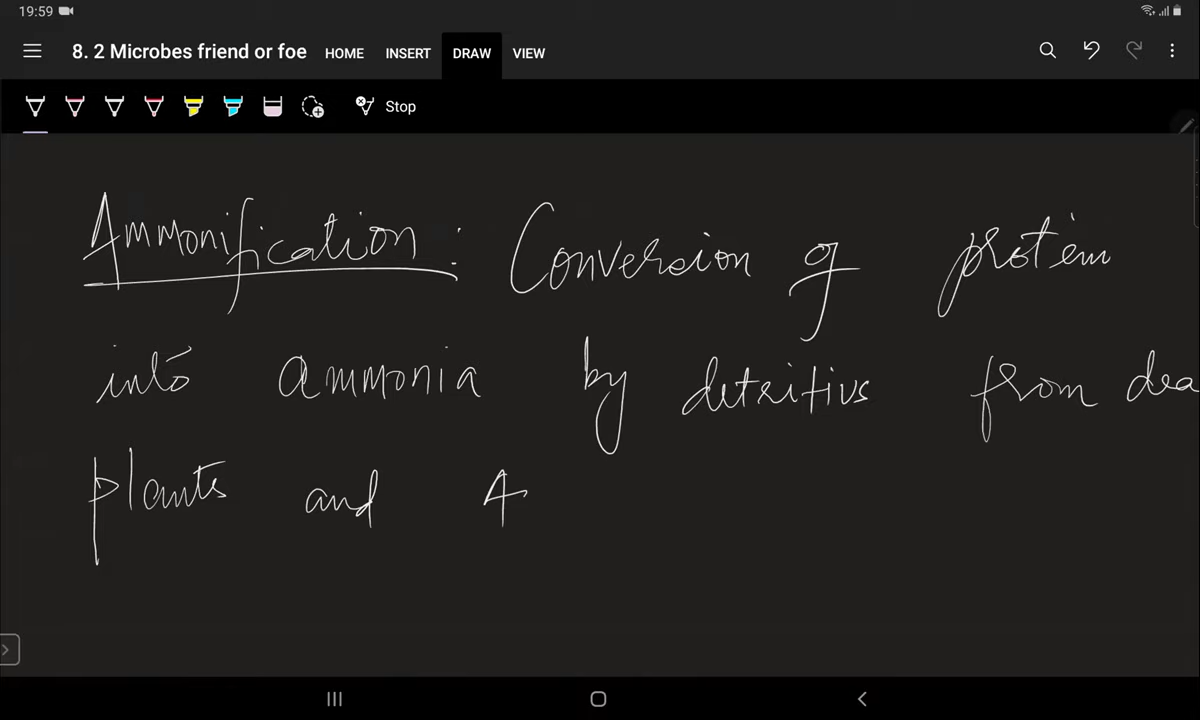 19:59
8. 2 Microbes friend or foe HOME INSERT DRAW VIEW
Stop
Ammonification : Conversion of protein
into ammonia by detritivs from dea
plants and A